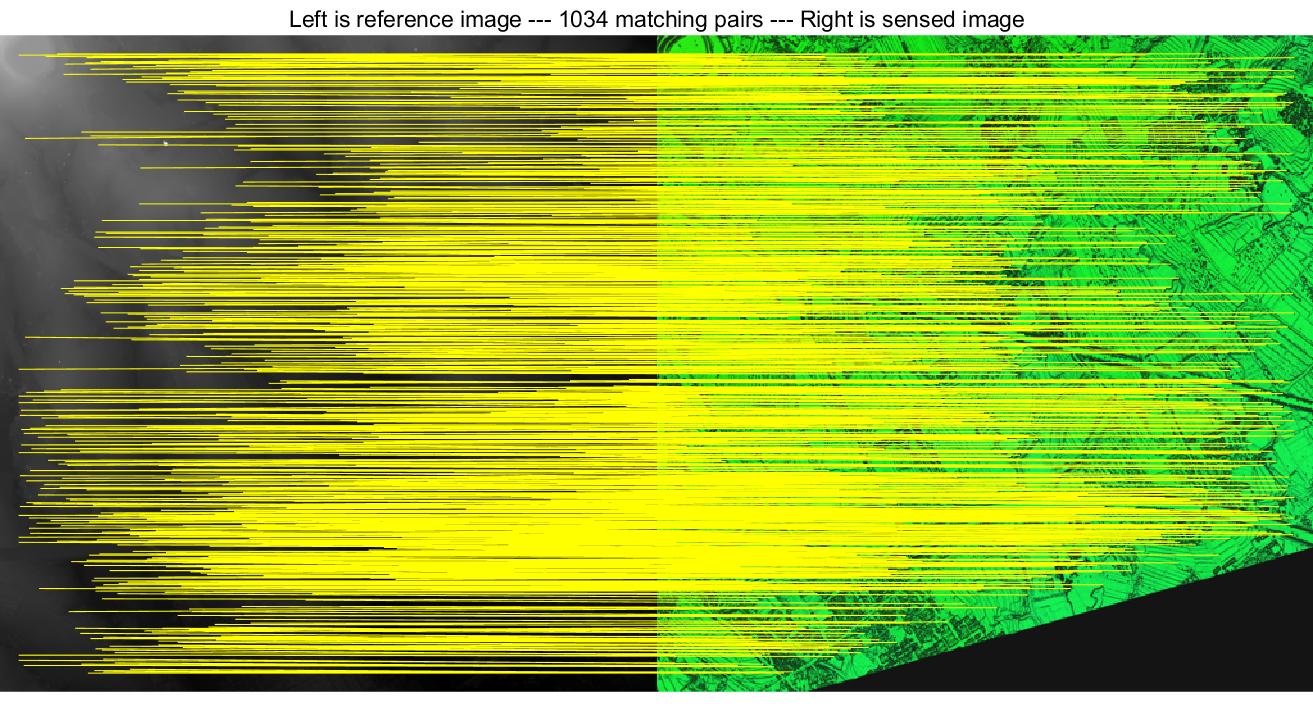 Left is reference image --- 1034 matching pairs --- Right is sensed image